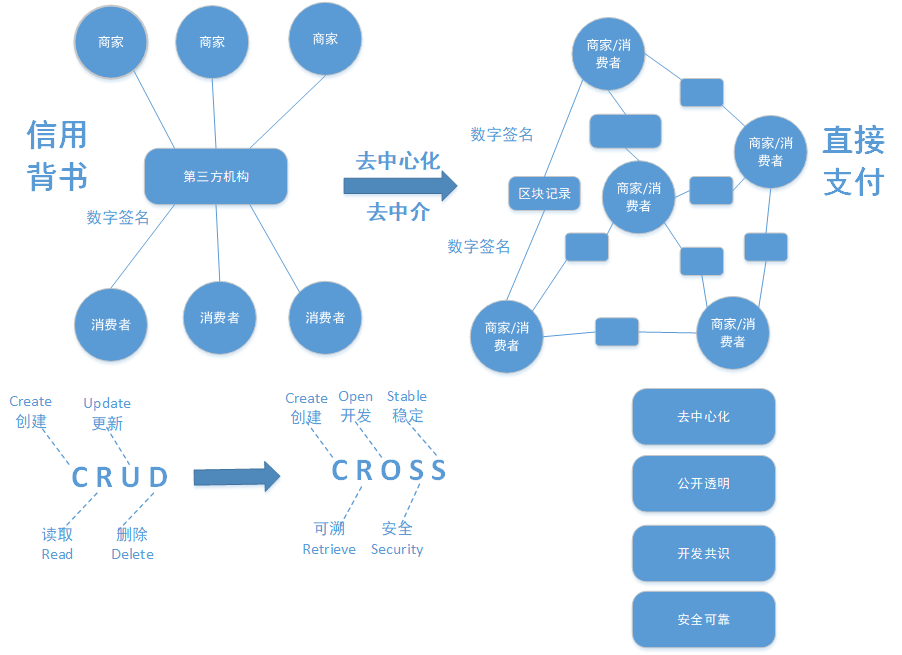 商家
商家
商家
信用
背书
第三方机构
数字签名
消费者
消费者
消费者
去中心化
去中介
商家/消
费者
数字签名
商家/消
费者
直接
支付
区块记录
商家/消
费者
数字签名
商家/消
费者
商家/消
费者
Create
创建
Update
更新
CRUD
读取
Read
删除
Delete
Create
创建
Open
开发
Stable
稳定
CROSS
可溯
Retrieve
安全
Security
去中心化
公开透明
开发共识
安全可靠